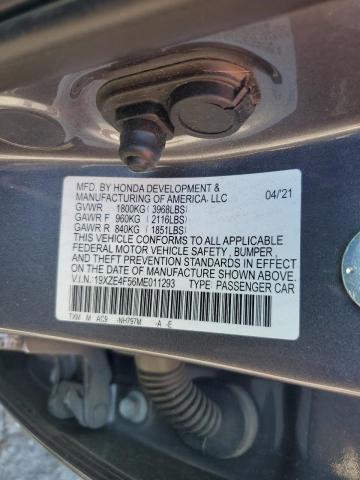 MFD. BY HONDA DEVELOPMENT &
MANUFACTURING OF AMERICA, LLC 04/'21
GVWR 1800KG(3968LBS)
GAWR F 960KG(2116LBS)
GAWR R 840KG(1851LBS)
THIS VEHICLE CONFORMS TO ALL APPLICABLE
FEDERAL MOTOR VEHICLE SAFETY, BUMPER,
AND THEFT PREVENTION STANDARDS IN EFFECT
ON THE DATE OF MANUFACTURE SHOWN ABOVE.
V.I.N.:19XZE4F56ME011293 TYPE: PASSENGER CAR
TXM M AC9 -NH797M -A -E